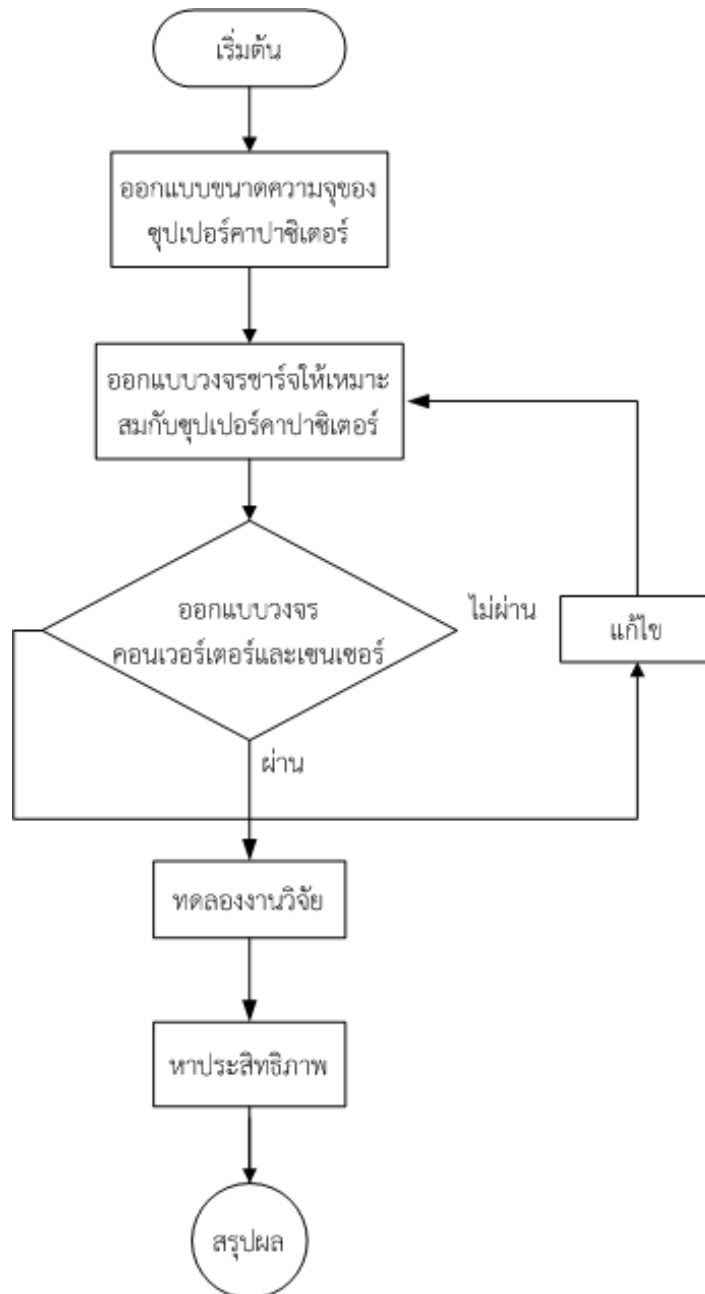 เริ่มต้น
ออกแบบขนาดความจุของ
ซุปเปอร์คาปาซิเตอร์
ออกแบบวงจรชาร์จให้เหมาะ
สมกับซุปเปอร์คาปาซิเตอร์
ออกแบบวงจร
คอนเวอร์เตอร์และเซนเซอร์
ไม่ผ่าน
แก้ไข
ผ่าน
ทดลองงานวิจัย
หาประสิทธิภาพ
สรุปผล